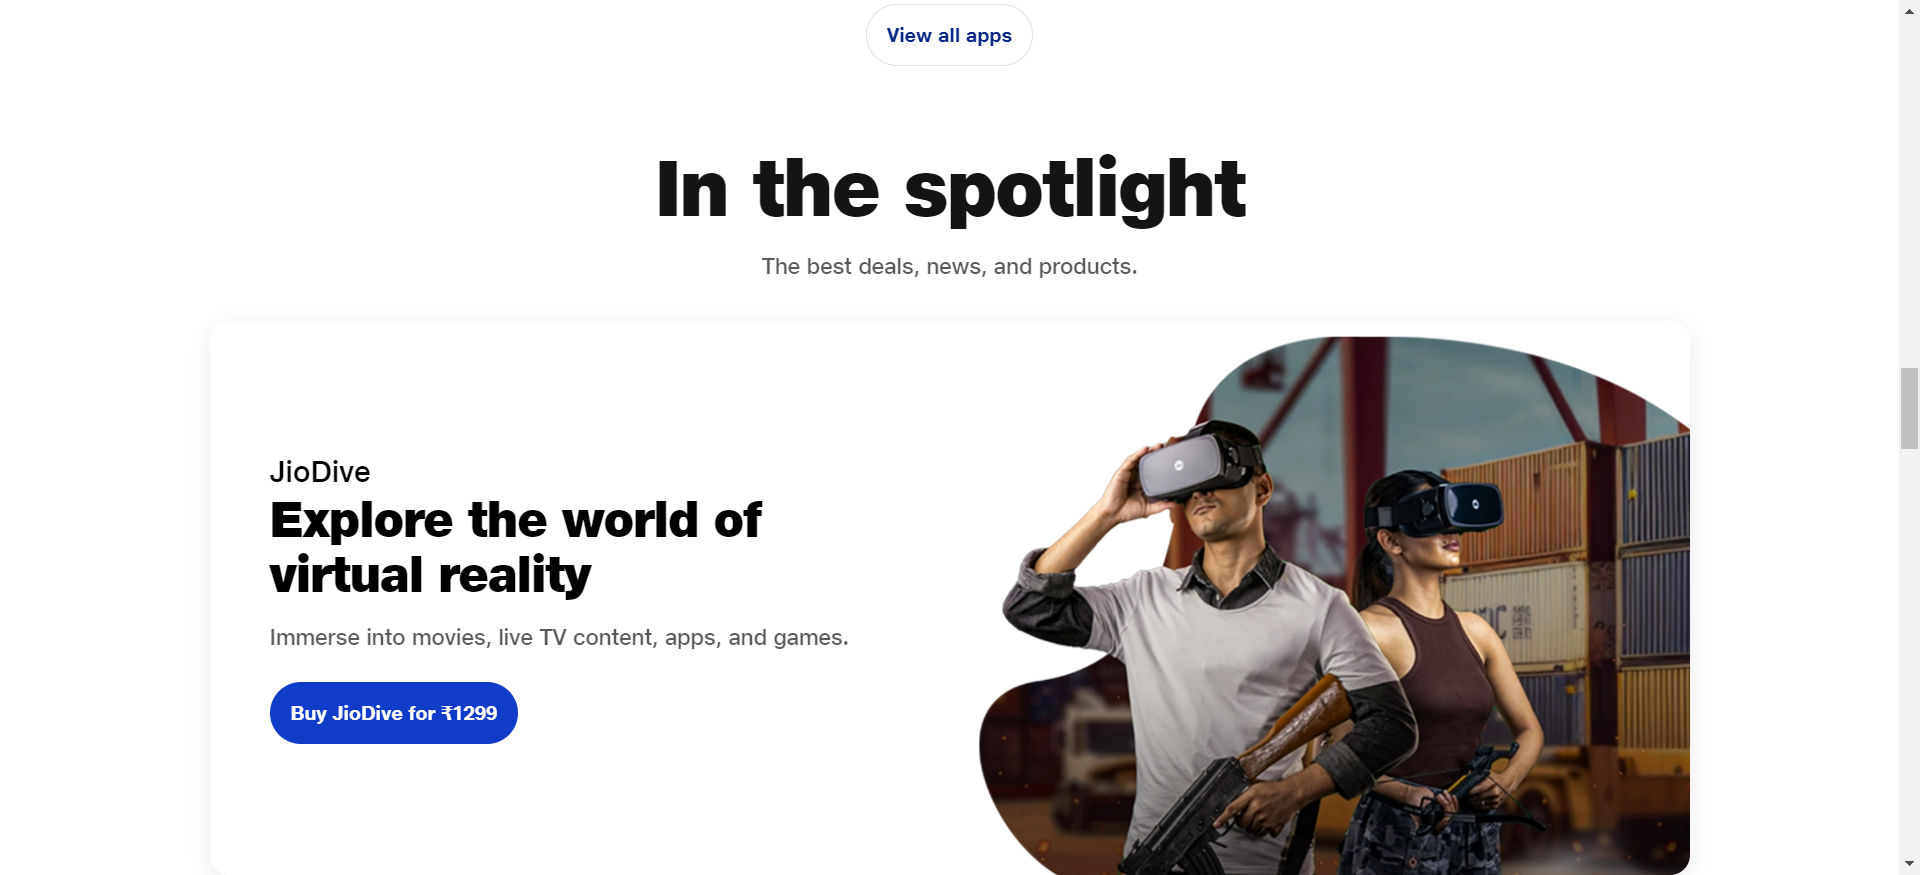 View all apps
In the spotlight
The best deals, news, and products.
JioDive
Explore the world of
virtual reality
Immerse into movies, live TV content, apps, and games.
Buy JioDive for ₹1299